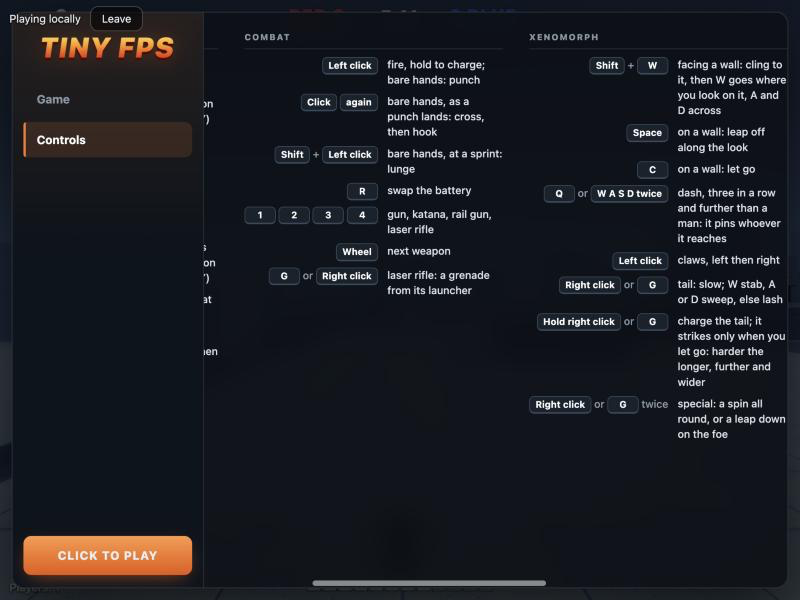 Playing locally
Leave
TINY FPS
Game
Controls
CLICK TO PLAY
on
')
s
on
')
at
hen
COMBAT
Left click fire, hold to charge;
bare hands: punch
Click again bare hands, as a
punch lands: cross,
then hook
Shift + Left click bare hands, at a sprint:
lunge
R swap the battery
1 2 3 4 gun, katana, rail gun,
laser rifle
Wheel next weapon
G or Right click laser rifle: a grenade
from its launcher
XENOMORPH
Shift + W facing a wall: cling to
it, then W goes where
you look on it, A and
D across
Space on a wall: leap off
along the look
C on a wall: let go
Q or W A S D twice dash, three in a row
and further than a
man: it pins whoever
it reaches
Left click claws, left then right
Right click or G tail: slow; W stab, A
or D sweep, else lash
Hold right click or G charge the tail; it
strikes only when you
let go: harder the
longer, further and
wider
Right click or G twice special: a spin all
round, or a leap down
on the foe